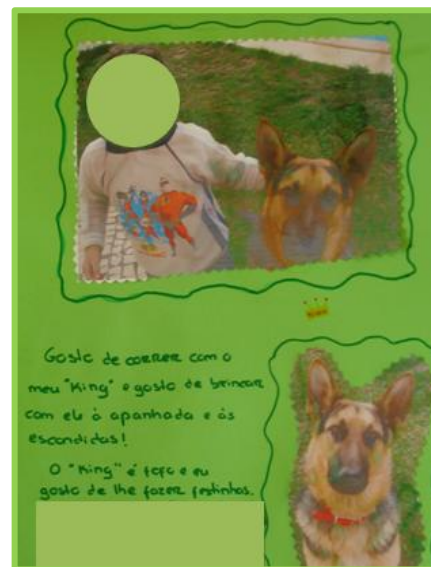 Gosto de correr com o
meu "King" e gosto de brincar
com ele à apanhada e às
escondidas!
O "King" é fofo e eu
gosto de lhe fazer festinhas.